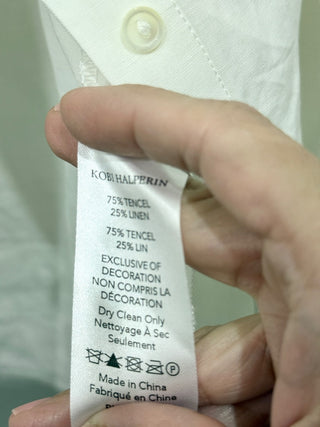 KOBI HALPERIN
75% TENCEL
25% LINEN
75% TENCEL
25% LIN
EXCLUSIVE OF
DECORATION
NON COMPRIS LA
DÉCORATION
Dry Clean Only
Nettoyage À Sec
Seulement
P
Made in China
Fabriqué en Chine